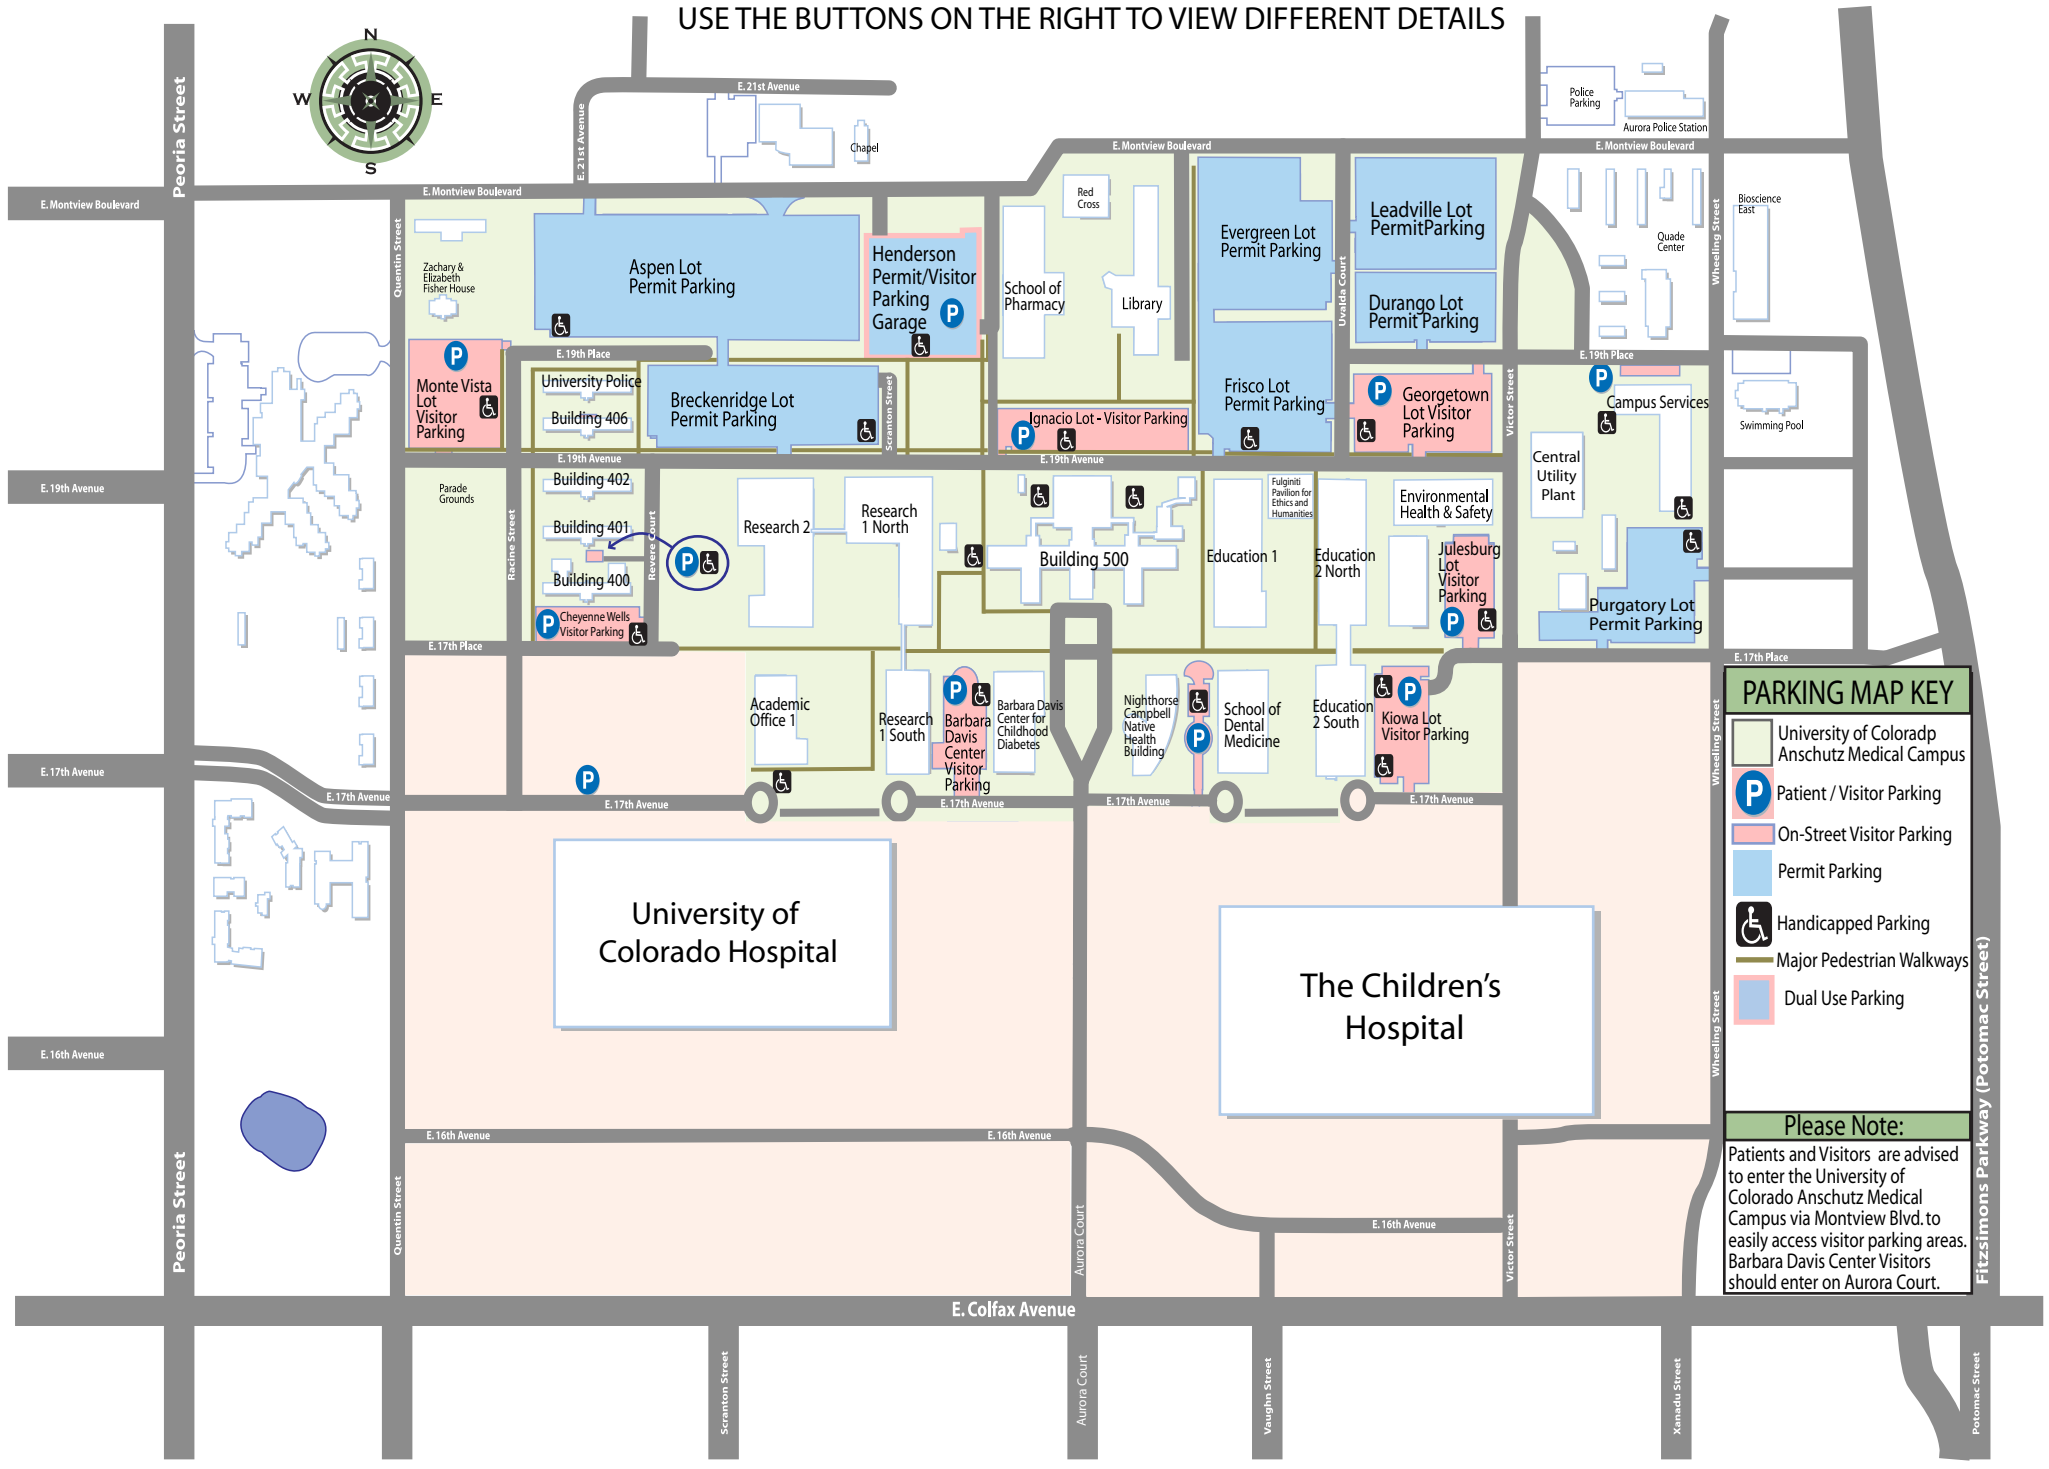 USE THE BUTTONS ON THE RIGHT TO VIEW DIFFERENT DETAILS
N
W
E
S
Peoria Street
E. 21st Avenue
E. 21st Avenue
Chapel
Police
Parking
Aurora Police Station
E. Montview Boulevard
E. Montview Boulevard
E. Montview Boulevard
E. Montview Boulevard
Quentin Street
Zachary &
Elizabeth
Fisher House
Aspen Lot
Permit Parking
Henderson
Permit/Visitor
Parking
Garage
P
School of
Pharmacy
Red
Cross
Library
Evergreen Lot
Permit Parking
Uvalda Court
Leadville Lot
PermitParking
Durango Lot
Permit Parking
Quade
Center
Wheeling Street
Bioscience
East
P
Monte Vista
Lot
Visitor
Parking
E. 19th Place
University Police
Building 406
Breckenridge Lot
Permit Parking
Scranton Street
P
Ignacio Lot - Visitor Parking
Frisco Lot
Permit Parking
P
Georgetown
Lot Visitor
Parking
Victor Street
E. 19th Place
P
Campus Services
Swimming Pool
E. 19th Avenue
E. 19th Avenue
E. 19th Avenue
Parade
Grounds
Racine Street
Building 402
Building 401
Building 400
Revere Court
P
P
Cheyenne Wells
Visitor Parking
Research 2
Research
1 North
Building 500
Education 1
Fulginiti
Pavilion for
Ethics and
Humanities
Education
2 North
Environmental
Health & Safety
Julesburg
Lot
Visitor
Parking
P
Central
Utility
Plant
Purgatory Lot
Permit Parking
E. 17th Place
E. 17th Place
Academic
Office 1
Research
1 South
P
Barbara
Davis
Center
Visitor
Parking
Barbara Davis
Center for
Childhood
Diabetes
Nighthorse
Campbell
Native
Health
Building
P
School of
Dental
Medicine
Education
2 South
P
Kiowa Lot
Visitor Parking
Wheeling Street
E. 17th Avenue
E. 17th Avenue
P
E. 17th Avenue
E. 17th Avenue
E. 17th Avenue
E. 17th Avenue
University of
Colorado Hospital
The Children's
Hospital
PARKING MAP KEY
University of Coloradp
Anschutz Medical Campus
P
Patient / Visitor Parking
On-Street Visitor Parking
Permit Parking
Handicapped Parking
Major Pedestrian Walkways
Dual Use Parking
Please Note:
Patients and Visitors are advised
to enter the University of
Colorado Anschutz Medical
Campus via Montview Blvd. to
easily access visitor parking areas.
Barbara Davis Center Visitors
should enter on Aurora Court.
Wheeling Street
Fitzsimons Parkway (Potomac Street)
E. 16th Avenue
E. 16th Avenue
E. 16th Avenue
E. 16th Avenue
Peoria Street
Quentin Street
Aurora Court
Victor Street
E. Colfax Avenue
Scranton Street
Aurora Court
Vaughn Street
Xanadu Street
Potomac Street